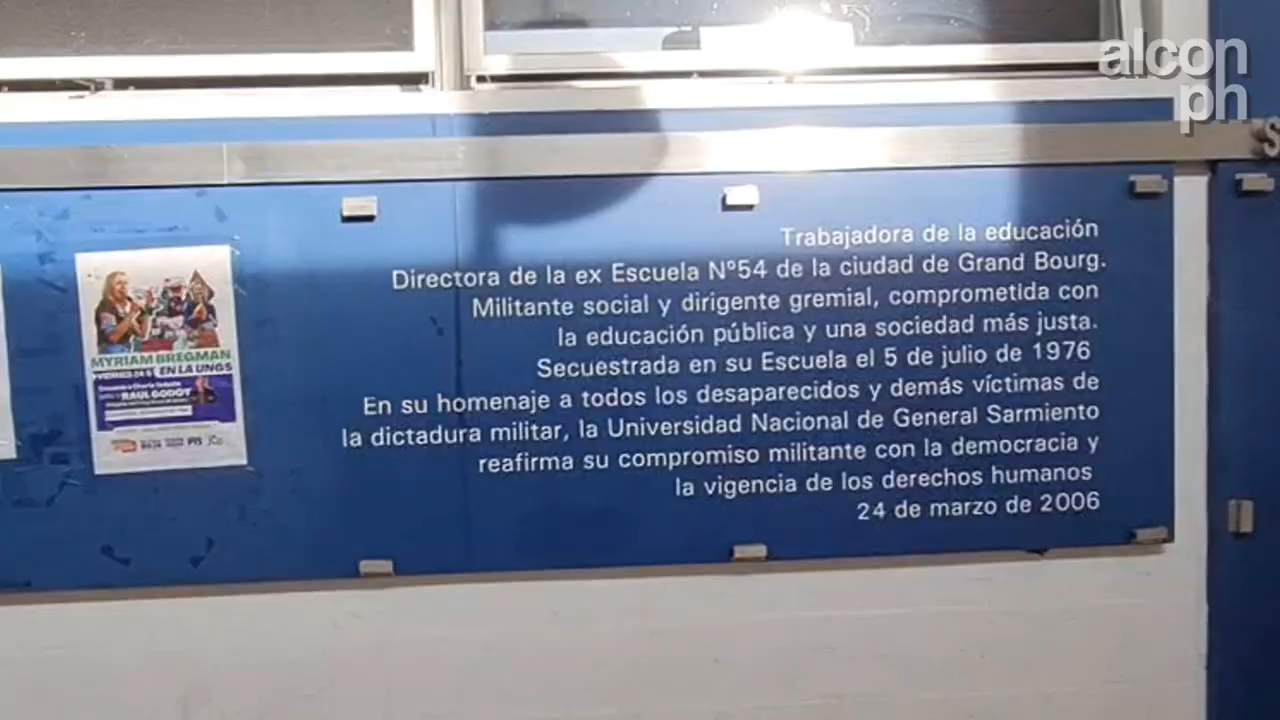 alcon
ph
S
Trabajadora de la educación
Directora de la ex Escuela N°54 de la ciudad de Grand Bourg.
Militante social y dirigente gremial, comprometida con
la educación pública y una sociedad más justa.
Secuestrada en su Escuela el 5 de julio de 1976
En su homenaje a todos los desaparecidos y demás víctimas de
la dictadura militar, la Universidad Nacional de General Sarmiento
reafirma su compromiso militante con la democracia y
la vigencia de los derechos humanos
24 de marzo de 2006
MYRIAM BREGMAN
VIERNES EN LA UNGS
RAUL GODOY
PTS